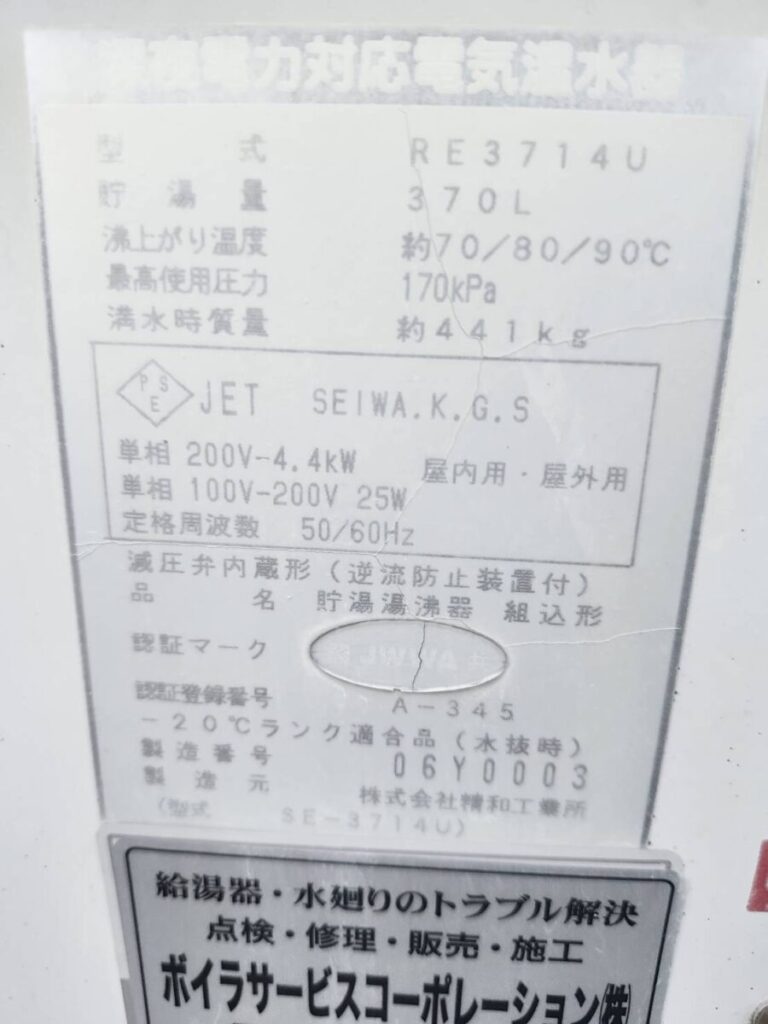 深夜電力対応電気温水器
型式 RE3714U
貯湯量 370L
沸上がり温度 約70/80/90℃
最高使用圧力 170kPa
満水時質量 約441kg
PSE JET SEIWA.K.G.S
単相 200V-4.4kW 屋内用・屋外用
単相 100V-200V 25W
定格周波数 50/60Hz
減圧弁内蔵形(逆流防止装置付)
品名 貯湯湯沸器 組込形
認証マーク
認証登録番号 A-345
-20℃ランク適合品(水抜時)
製造番号 06Y0003
製造元 株式会社精和工業所
(型式 SE-3714U)
給湯器・水廻りのトラブル解決
点検・修理・販売・施工
ボイラサービスコーポレーション㈱